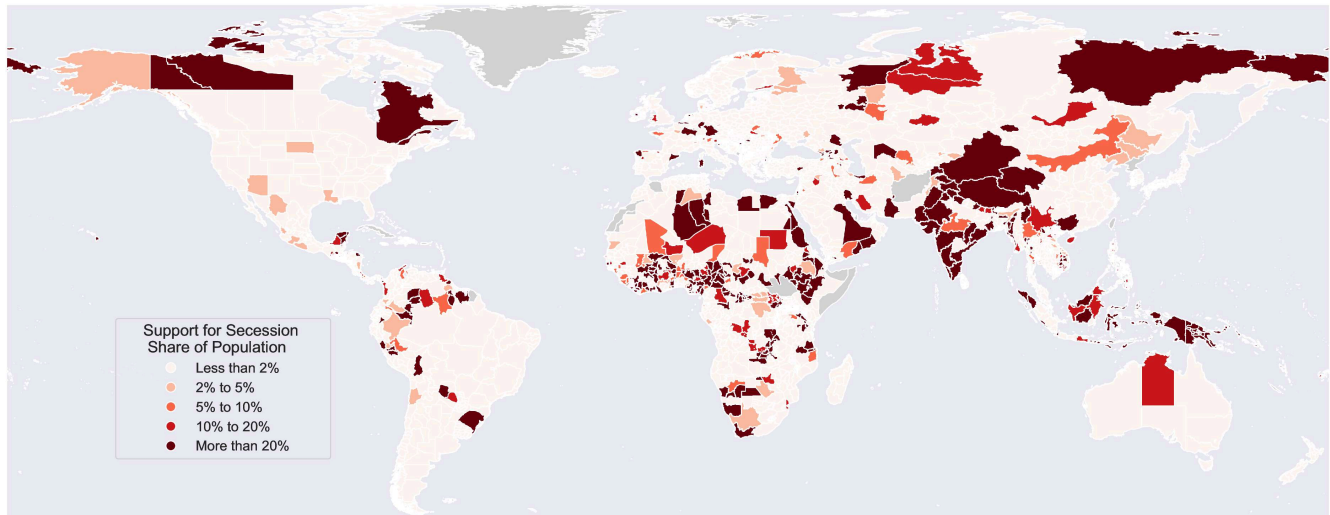 Support for Secession
Share of Population
Less than 2%
2% to 5%
5% to 10%
10% to 20%
More than 20%